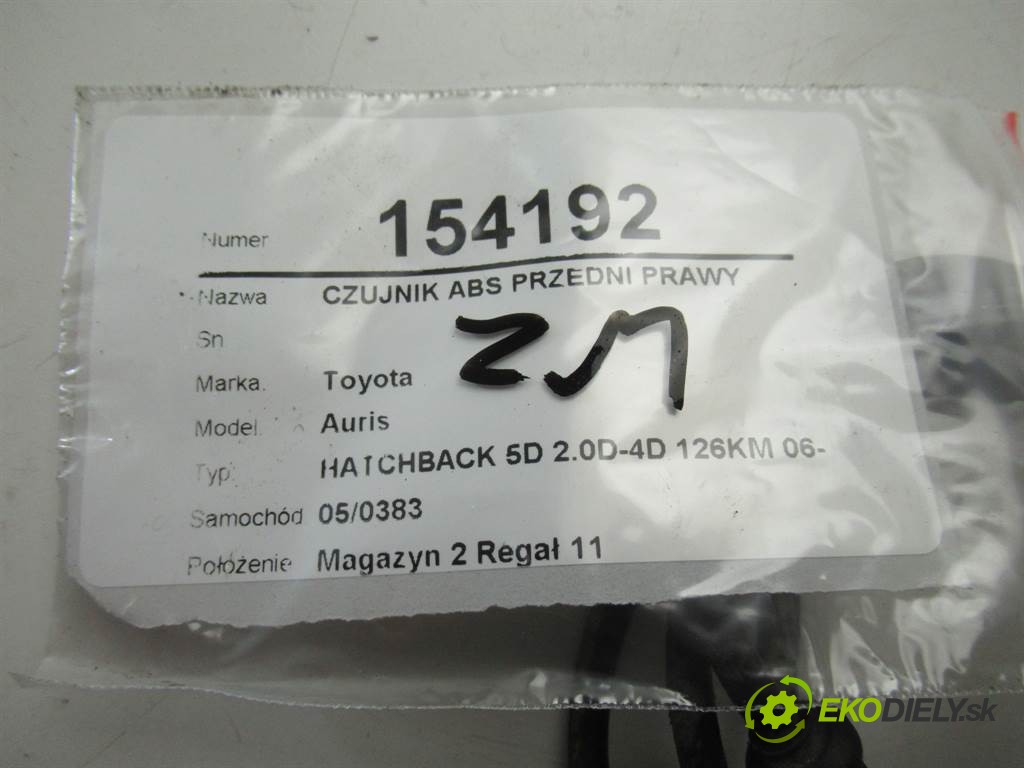 Numer 154192
Nazwa CZUJNIK ABS PRZEDNI PRAWY
Sn
Marka. Toyota
Model. Auris
Typ. HATCHBACK 5D 2.0D-4D 126KM 06-
Samochód 05/0383
Położenie Magazyn 2 Regał 11
EKODIELY.sk